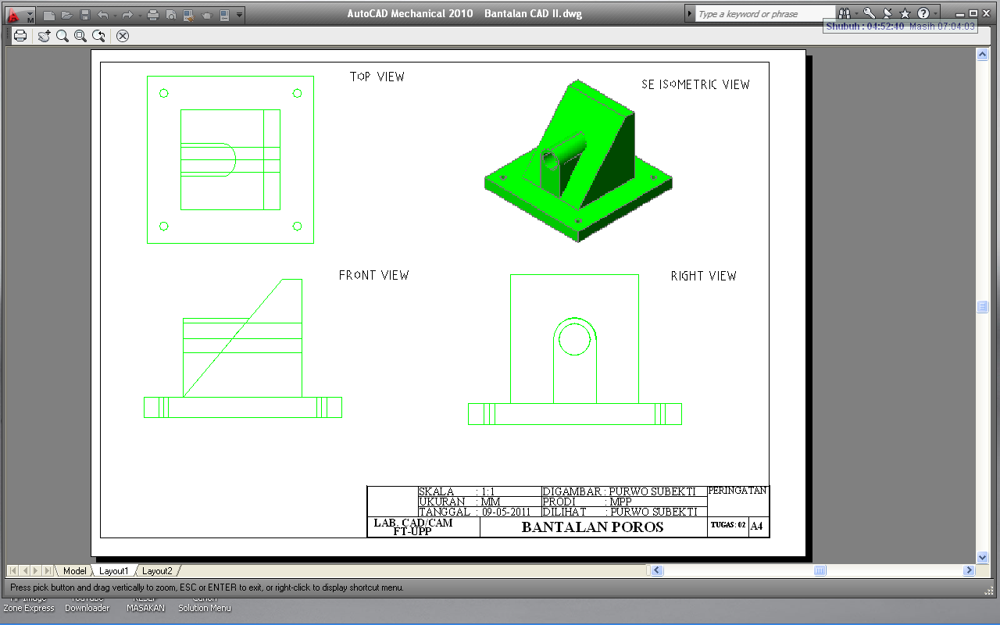 AutoCAD Mechanical 2010 Bantalan CAD II.dwg
Type a keyword or phrase
Shubuh : 04:52:40 Masih 07:04:03
TOP VIEW
SE ISOMETRIC VIEW
FRONT VIEW
RIGHT VIEW
SKALA : 1:1 DIGAMBAR : PURWO SUBEKTI PERINGATAN
UKURAN : MM PRODI : MPP
TANGGAL : 09-05-2011 DILIHAT : PURWO SUBEKTI
LAB. CAD/CAM
FT-UPP
BANTALAN POROS
TUGAS: 02 A4
Model Layout1 Layout2
Press pick button and drag vertically to zoom, ESC or ENTER to exit, or right-click to display shortcut menu.
Zone Express Downloader MASAKAN Solution Menu